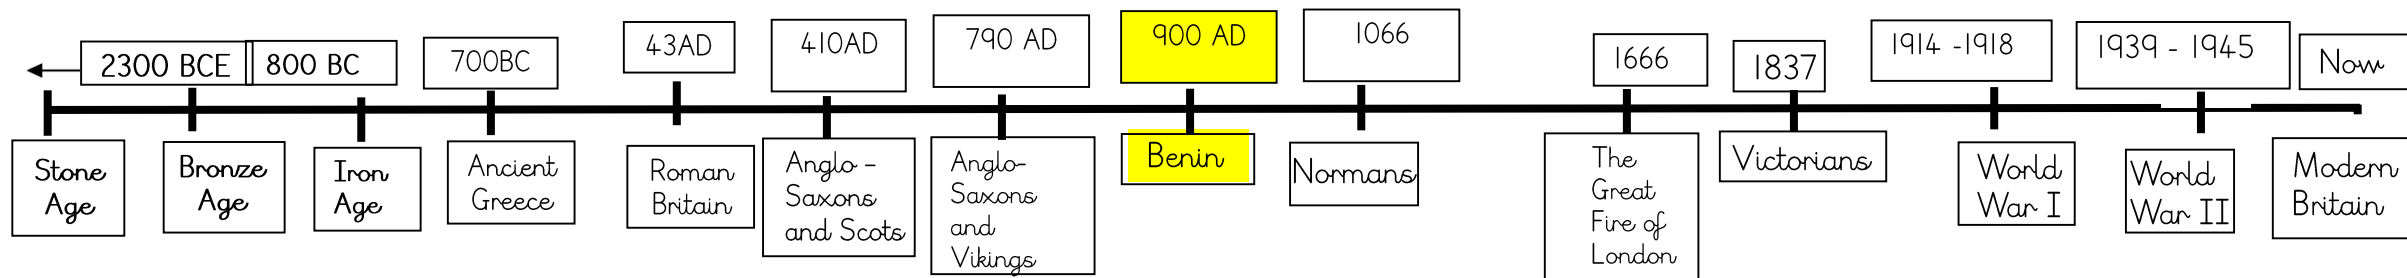 2300 BCE
800 BC
700BC
43AD
410AD
790 AD
900 AD
1066
1666
1837
1914 -1918
1939 - 1945
Now
Stone
Age
Bronze
Age
Iron
Age
Ancient
Greece
Roman
Britain
Anglo -
Saxons
and Scots
Anglo-
Saxons
and
Vikings
Benin
Normans
The
Great
Fire of
London
Victorians
World
War I
World
War II
Modern
Britain